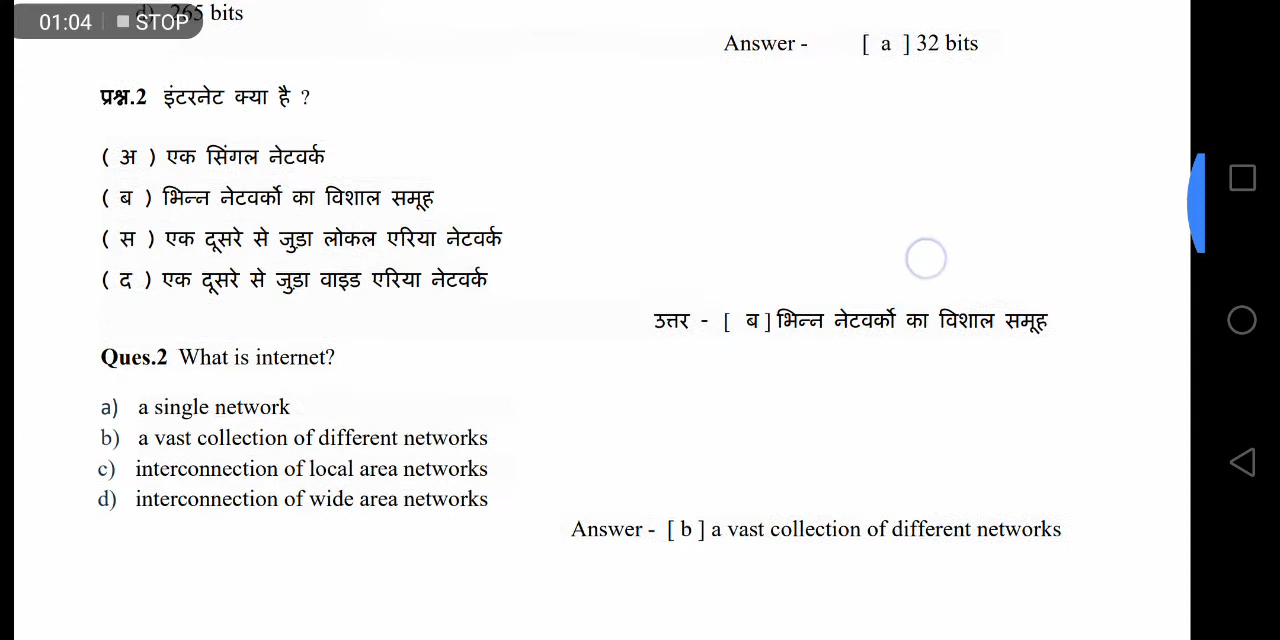 01:04 STOP
d) 265 bits
Answer - [ a ] 32 bits
प्रश्न.2 इंटरनेट क्या है ?
( अ ) एक सिंगल नेटवर्क
( ब ) भिन्न नेटवर्को का विशाल समूह
( स ) एक दूसरे से जुड़ा लोकल एरिया नेटवर्क
( द ) एक दूसरे से जुड़ा वाइड एरिया नेटवर्क
उत्तर - [ ब ] भिन्न नेटवर्को का विशाल समूह
Ques.2 What is internet?
a) a single network
b) a vast collection of different networks
c) interconnection of local area networks
d) interconnection of wide area networks
Answer - [ b ] a vast collection of different networks